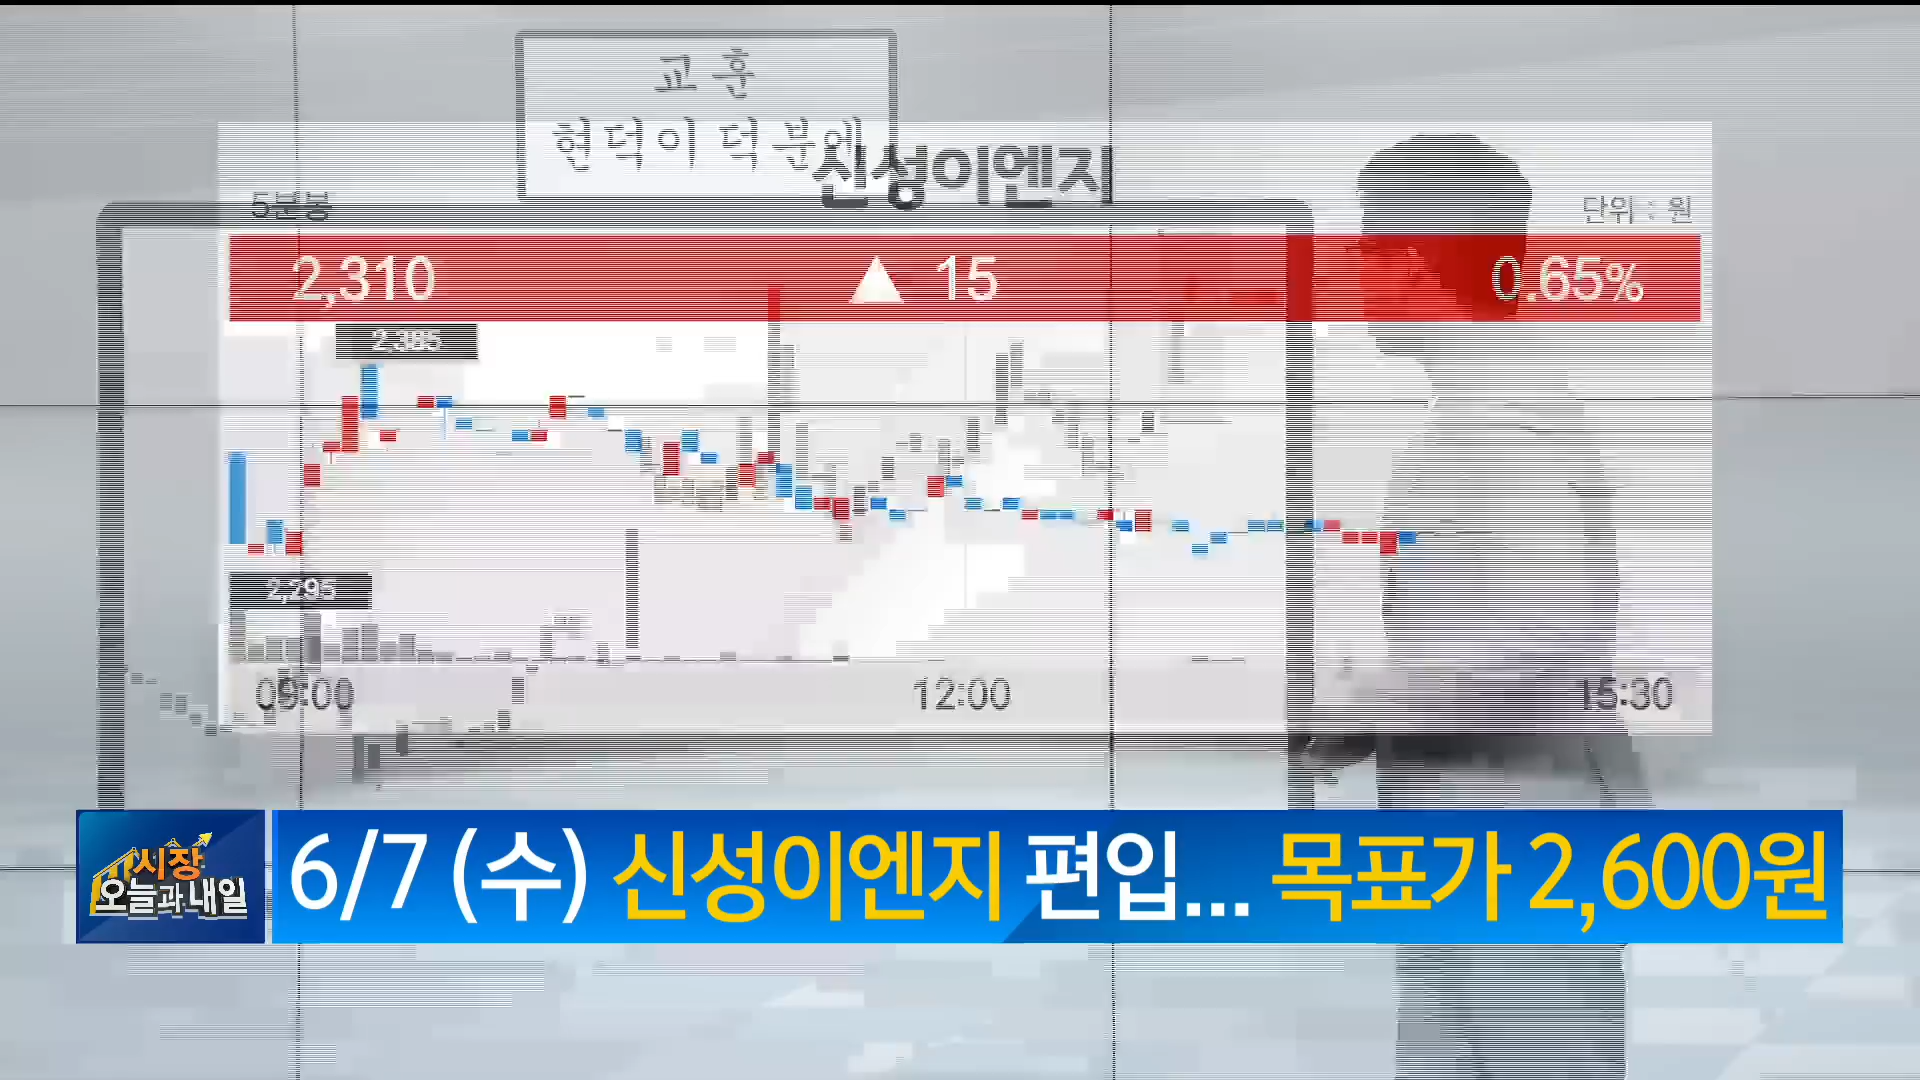 교훈
현덕이 덕분에
신성이엔지
5분봉
단위 : 원
2,310 ▲ 15 0.65%
2,385
2,295
09:00 12:00 15:30
시장
오늘과 내일
6/7 (수) 신성이엔지 편입... 목표가 2,600원